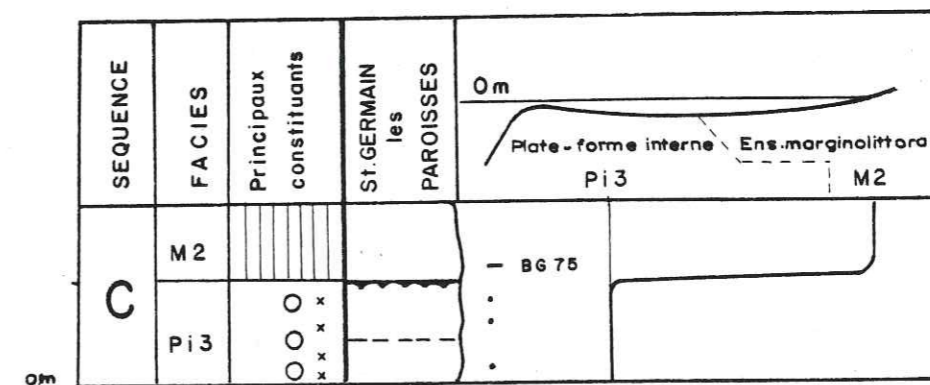 SEQUENCE
FACIES
Principaux
constituants
St. GERMAIN
les
PAROISSES
0m
Plate-forme interne
Ens. marginolittora
Pi3
M2
C
M2
BG 75
Pi3
0m